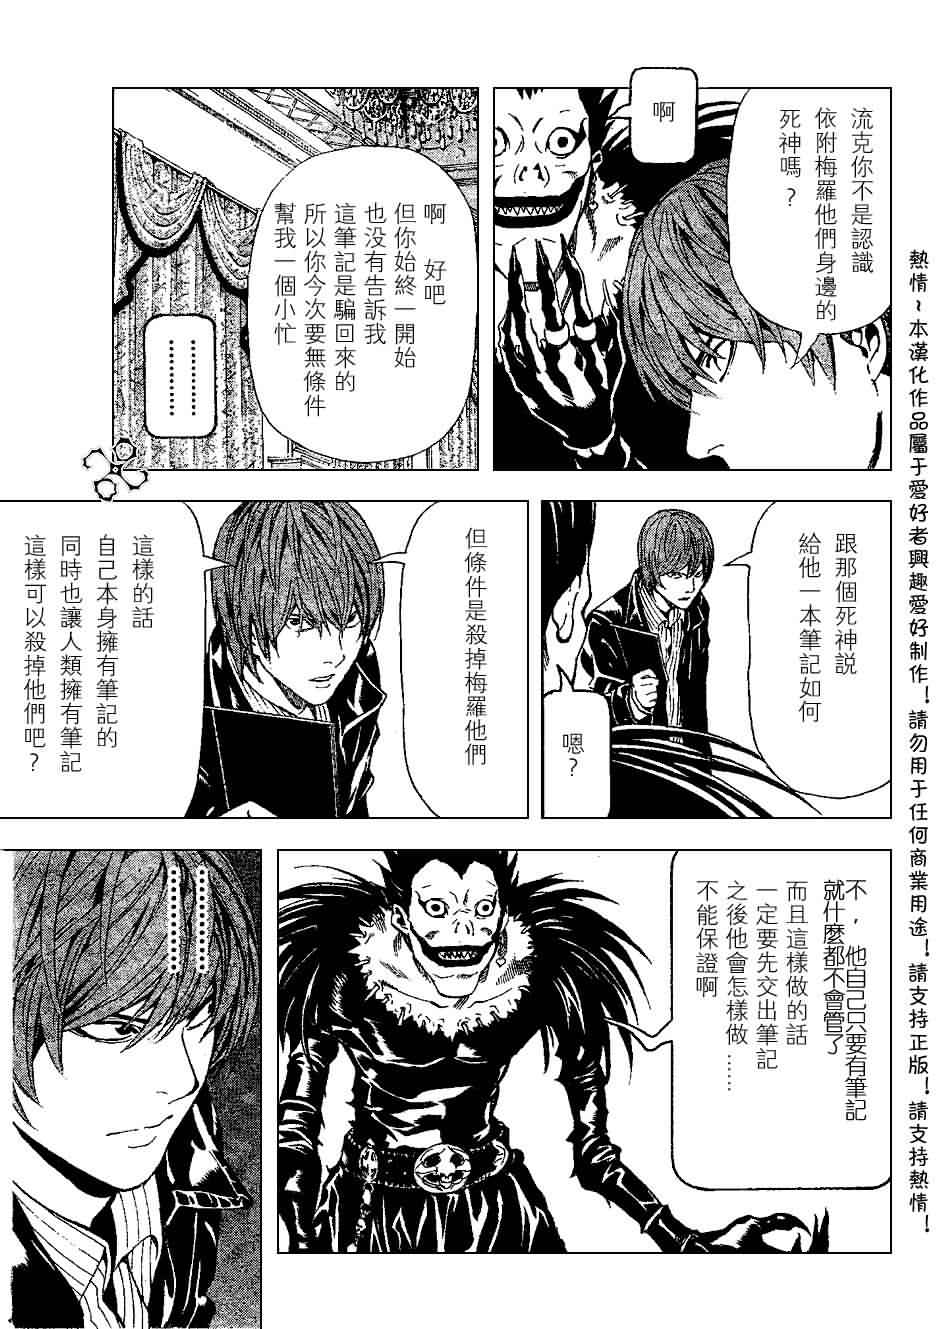 流克你不是認識
依附梅羅他們身邊的
死神嗎？
啊
啊　好吧
但你始終一開始
也没有告訴我
這筆記是騙回來的
所以你今次要無條件
幫我一個小忙
…………
跟那個死神説
給他一本筆記如何
嗯？
但條件是殺掉梅羅他們
這樣的話
自己本身擁有筆記的
同時也讓人類擁有筆記
這樣可以殺掉他們吧？
不，他自己只要有筆記
就什麼都不會管了
而且這樣做的話
一定要先交出筆記
之後他會怎樣做……
不能保證啊
…………
熱情～本漢化作品屬于愛好者興趣愛好制作！請勿用于任何商業用途！請支持正版！請支持熱情！